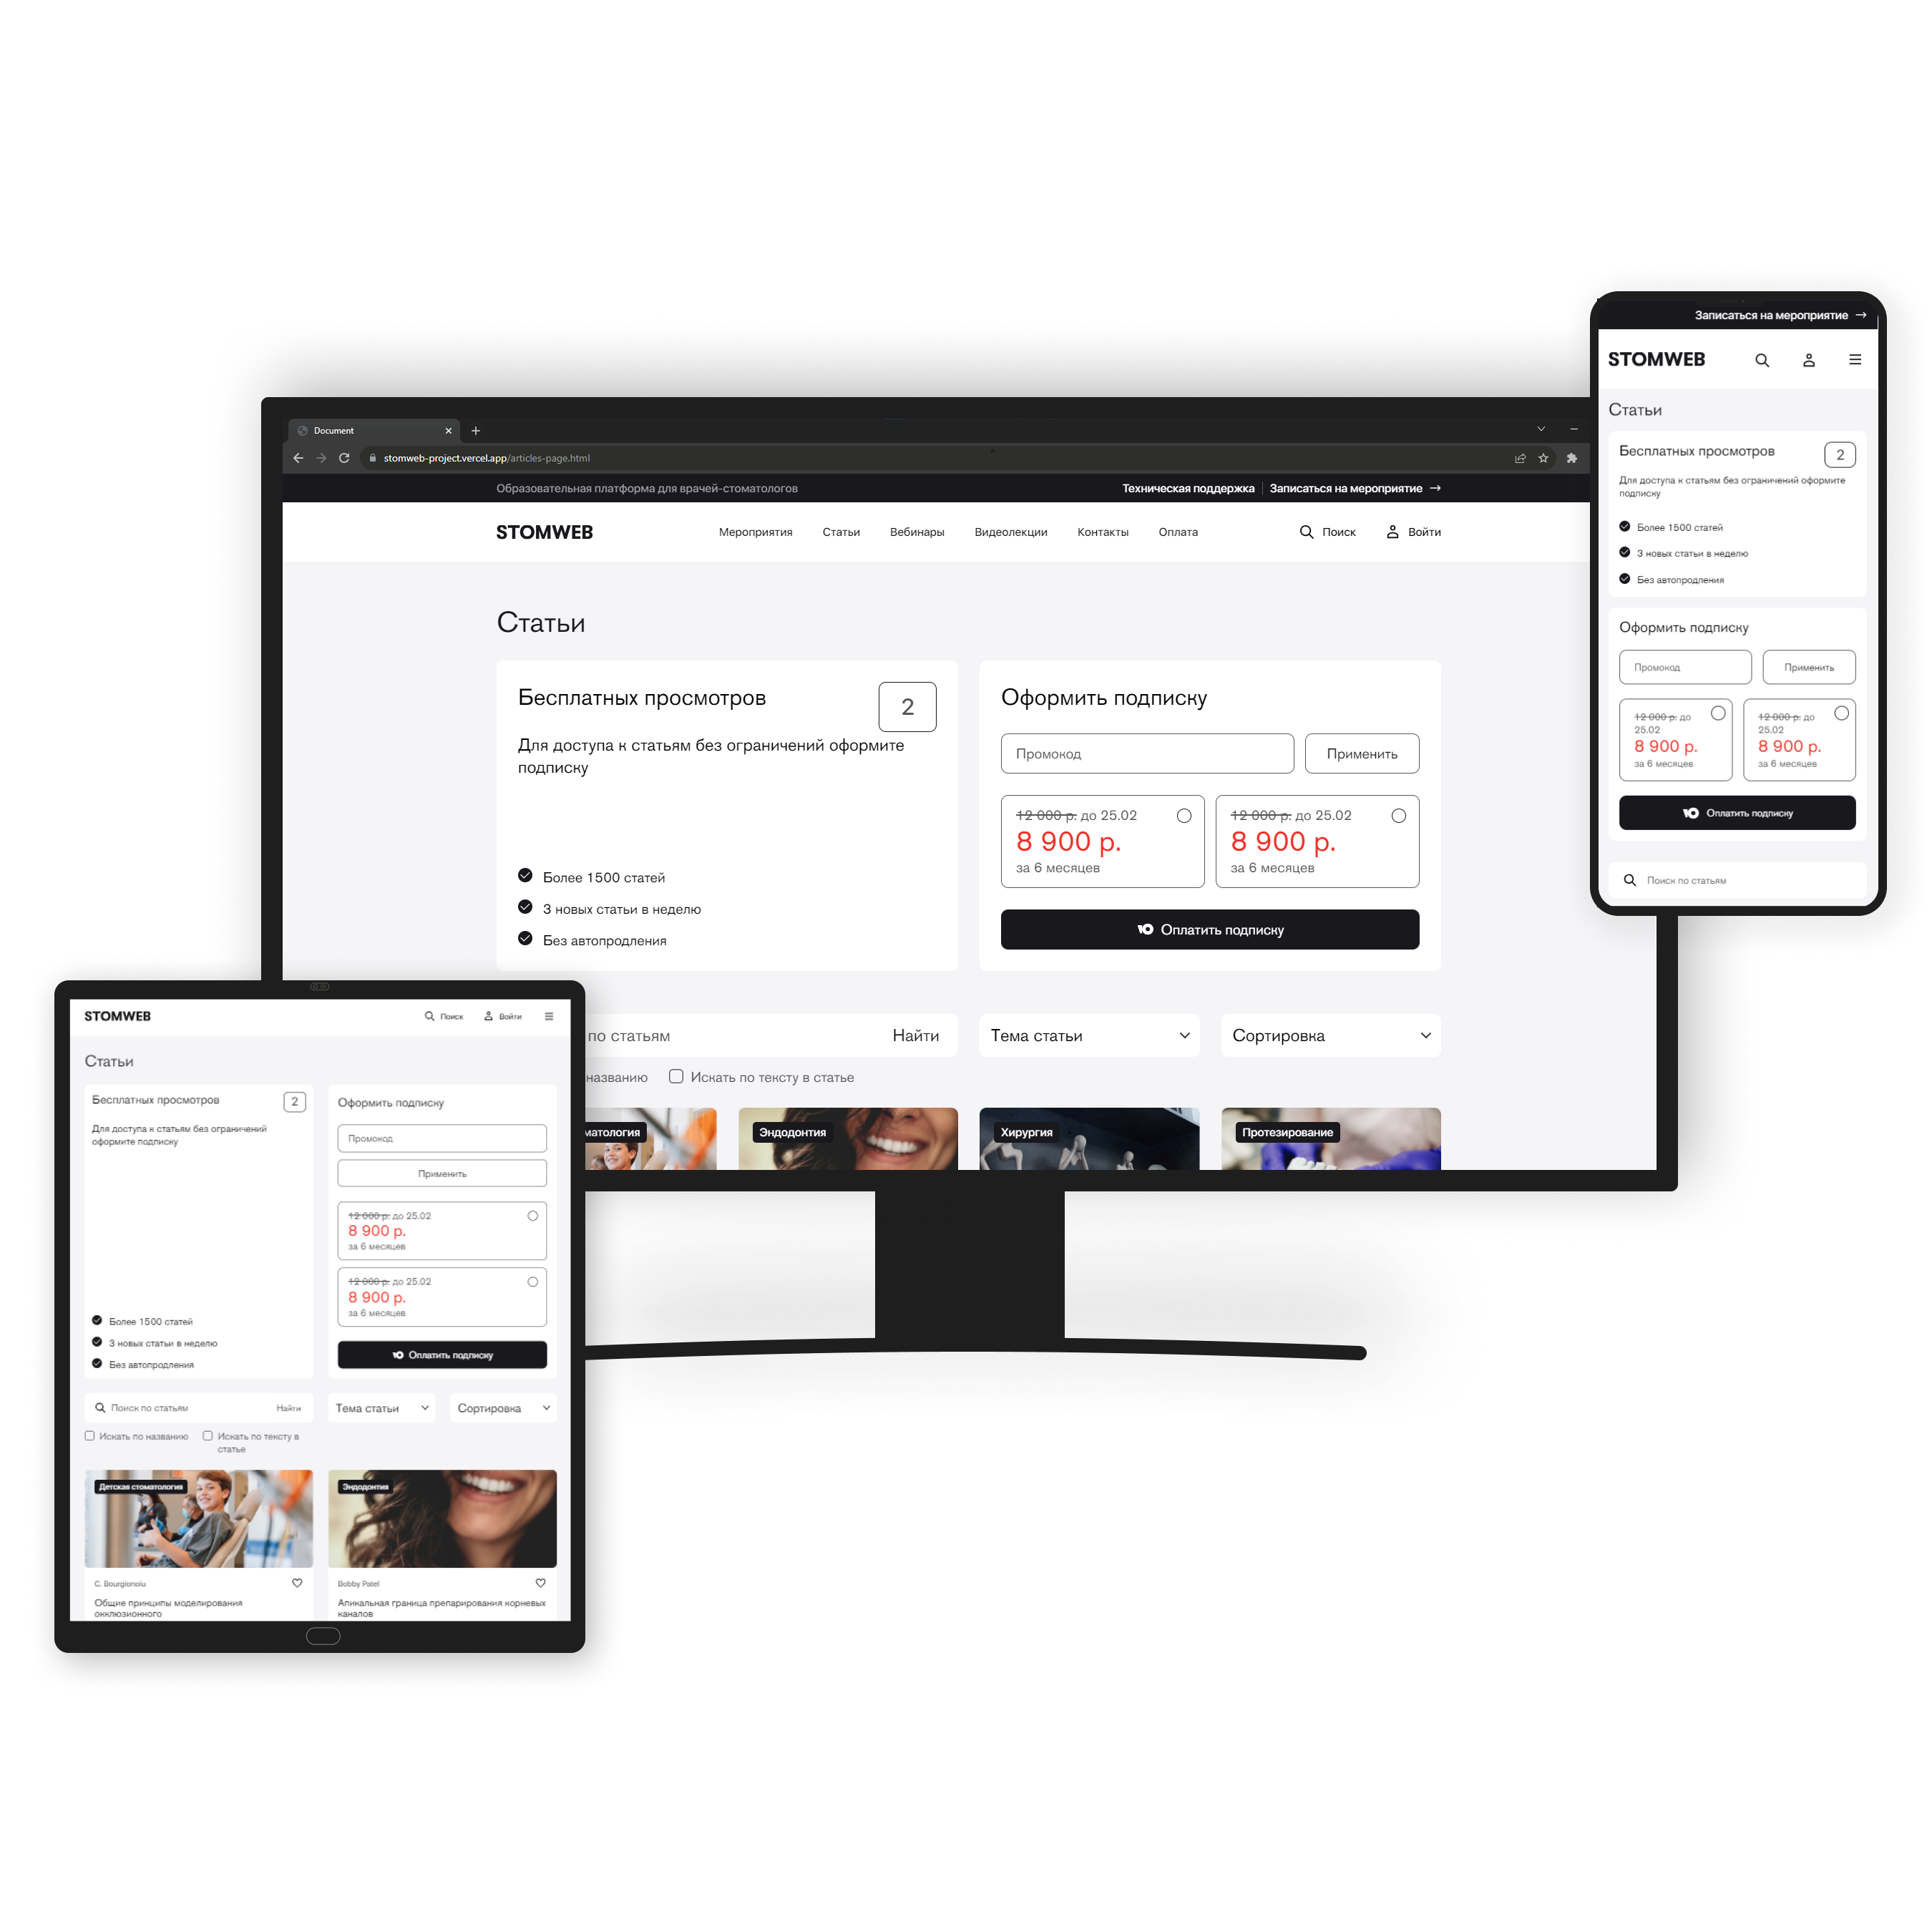 Document
stomweb-project.vercel.app/articles-page.html
Образовательная платформа для врачей-стоматологов
Техническая поддержка
Записаться на мероприятие →
STOMWEB
Мероприятия
Статьи
Вебинары
Видеолекции
Контакты
Оплата
Поиск
Войти
Статьи
Бесплатных просмотров
2
Для доступа к статьям без ограничений оформите
подписку
Более 1500 статей
3 новых статьи в неделю
Без автопродления
Оформить подписку
Промокод
Применить
12 000 р. до 25.02
8 900 р.
за 6 месяцев
12 000 р. до 25.02
8 900 р.
за 6 месяцев
Оплатить подписку
по статьям
Найти
Тема статьи
Сортировка
названию
Искать по тексту в статье
матология
Эндодонтия
Хирургия
Протезирование
Записаться на мероприятие →
STOMWEB
Статьи
Бесплатных просмотров
2
Для доступа к статьям без ограничений оформите
подписку
Более 1500 статей
3 новых статьи в неделю
Без автопродления
Оформить подписку
Промокод
Применить
12 000 р. до
25.02
8 900 р.
за 6 месяцев
12 000 р. до
25.02
8 900 р.
за 6 месяцев
Оплатить подписку
Поиск по статьям
STOMWEB
Поиск
Войти
Статьи
Бесплатных просмотров
2
Для доступа к статьям без ограничений
оформите подписку
Более 1500 статей
3 новых статьи в неделю
Без автопродления
Оформить подписку
Промокод
Применить
12 000 р. до 25.02
8 900 р.
за 6 месяцев
12 000 р. до 25.02
8 900 р.
за 6 месяцев
Оплатить подписку
Поиск по статьям
Найти
Тема статьи
Сортировка
Искать по названию
Искать по тексту в
статье
Детская стоматология
C. Bourgionoiu
Общие принципы моделирования
окклюзионного
Эндодонтия
Bobby Patel
Апикальная граница препарирования корневых
каналов